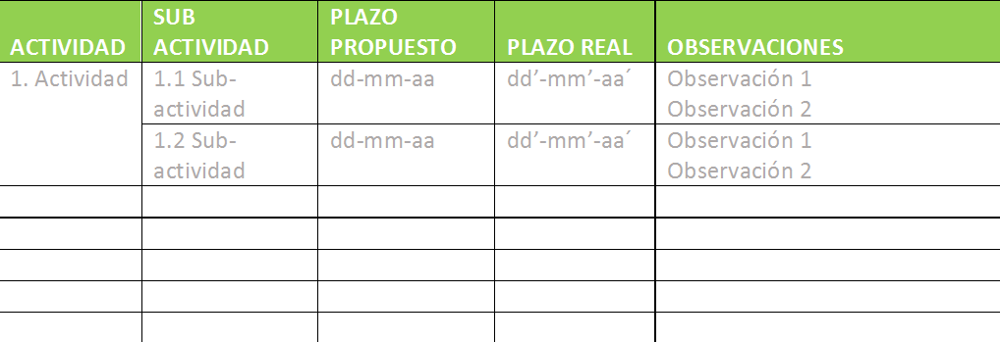 ACTIVIDAD
SUB
ACTIVIDAD
PLAZO
PROPUESTO
PLAZO REAL
OBSERVACIONES
1. Actividad
1.1 Sub-
actividad
dd-mm-aa
dd’-mm’-aa´
Observación 1
Observación 2
1.2 Sub-
actividad
dd-mm-aa
dd’-mm’-aa´
Observación 1
Observación 2